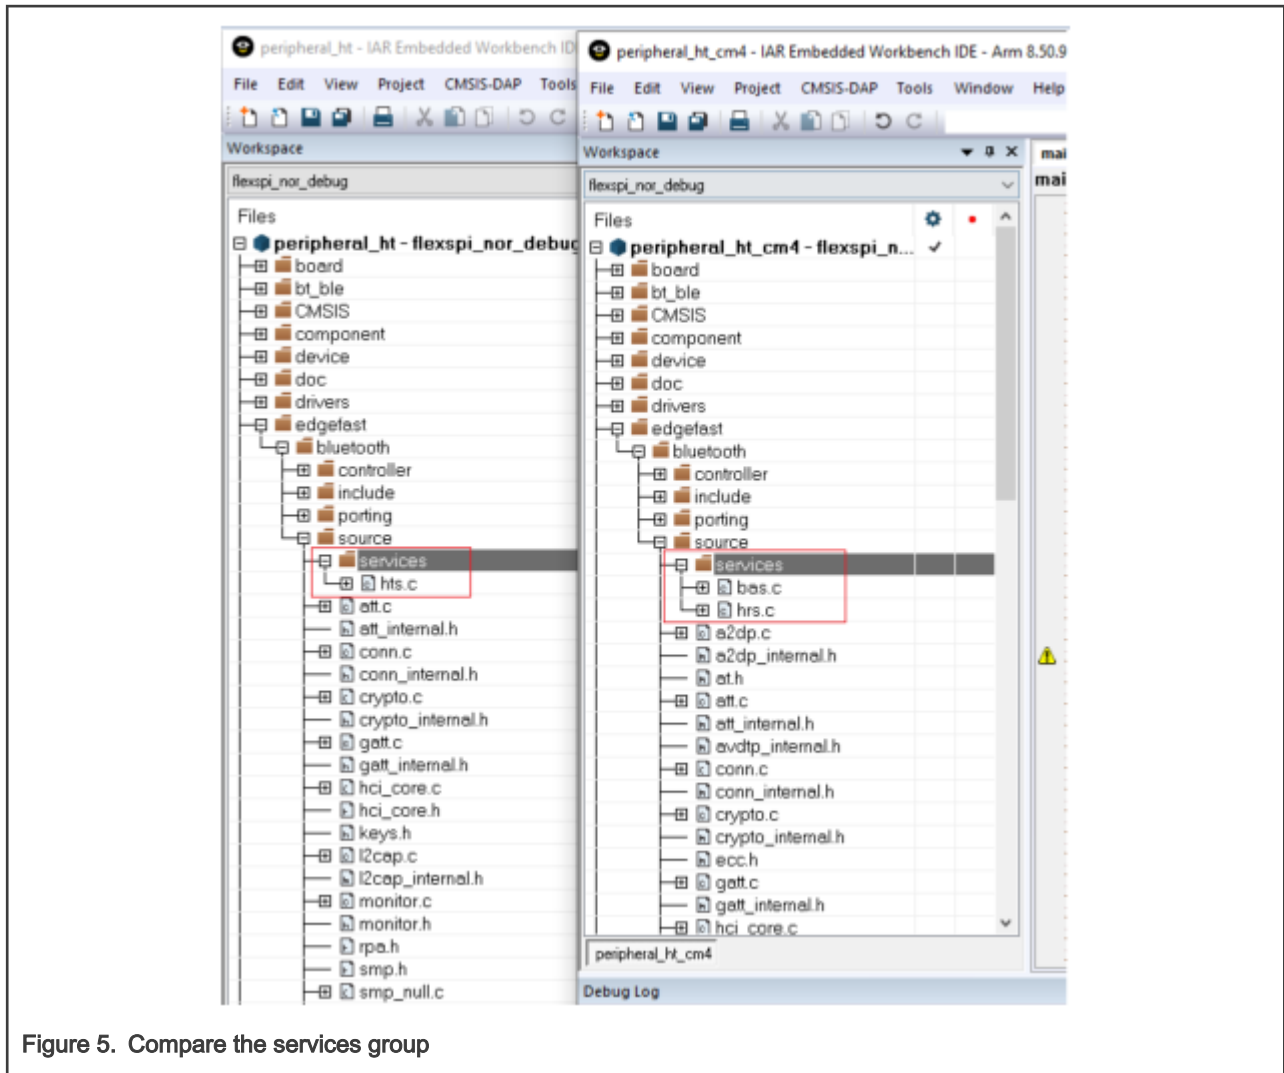 peripheral_ht - IAR Embedded Workbench ID
File Edit View Project CMSIS-DAP Tools
Workspace
flexspi_nor_debug
Files
peripheral_ht - flexspi_nor_debug
board
bt_ble
CMSIS
component
device
doc
drivers
edgefast
bluetooth
controller
include
porting
source
services
hts.c
att.c
att_internal.h
conn.c
conn_internal.h
crypto.c
crypto_internal.h
gatt.c
gatt_internal.h
hci_core.c
hci_core.h
keys.h
l2cap.c
l2cap_internal.h
monitor.c
monitor.h
rpa.h
smp.h
smp_null.c
peripheral_ht_cm4 - IAR Embedded Workbench IDE - Arm 8.50.9
File Edit View Project CMSIS-DAP Tools Window Help
Workspace
flexspi_nor_debug
Files
peripheral_ht_cm4 - flexspi_n...
board
bt_ble
CMSIS
component
device
doc
drivers
edgefast
bluetooth
controller
include
porting
source
services
bas.c
hrs.c
a2dp.c
a2dp_internal.h
at.h
att.c
att_internal.h
avdtp_internal.h
conn.c
conn_internal.h
crypto.c
crypto_internal.h
ecc.h
gatt.c
gatt_internal.h
hci_core.c
peripheral_ht_cm4
Debug Log
mai
mai
Figure 5. Compare the services group